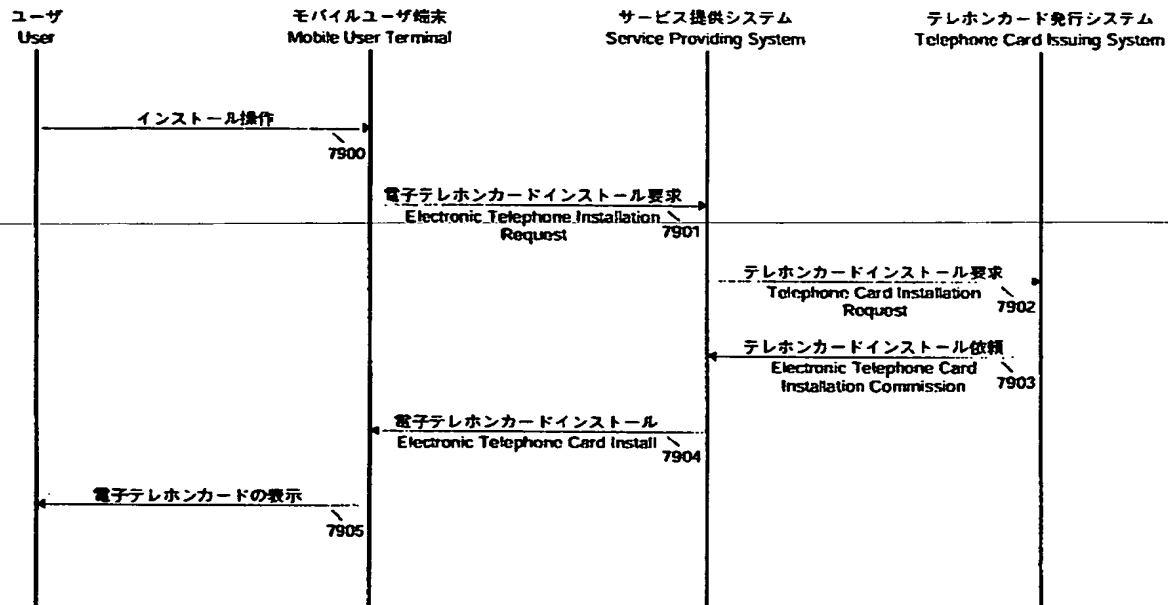 ユーザ
User
モバイルユーザ端末
Mobile User Terminal
サービス提供システム
Service Providing System
テレホンカード発行システム
Telephone Card Issuing System
インストール操作
7900
電子テレホンカードインストール要求
Electronic Telephone Installation
Request
7901
テレホンカードインストール要求
Telephone Card Installation
Request
7902
テレホンカードインストール依頼
Electronic Telephone Card
Installation Commission
7903
電子テレホンカードインストール
Electronic Telephone Card Install
7904
電子テレホンカードの表示
7905